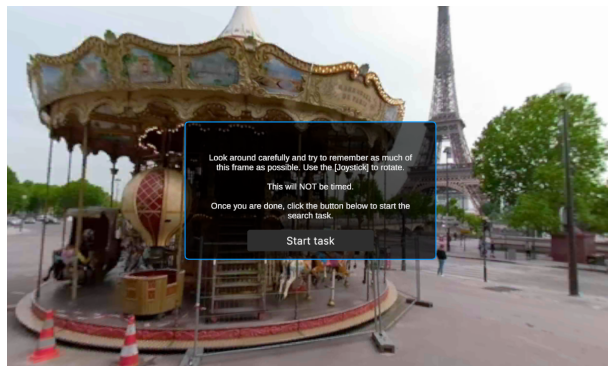 Look around carefully and try to remember as much of
this frame as possible. Use the [Joystick] to rotate.
This will NOT be timed.
Once you are done, click the button below to start the
search task.
Start task